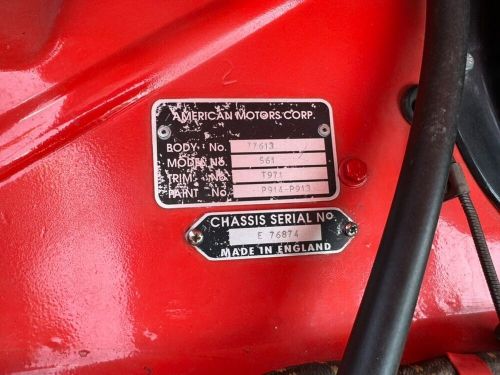 AMERICAN MOTORS CORP.
BODY No. 77613
MODEL No. 561
TRIM No. T971
PAINT No. P914-P913
CHASSIS SERIAL No.
E 76874
MADE IN ENGLAND